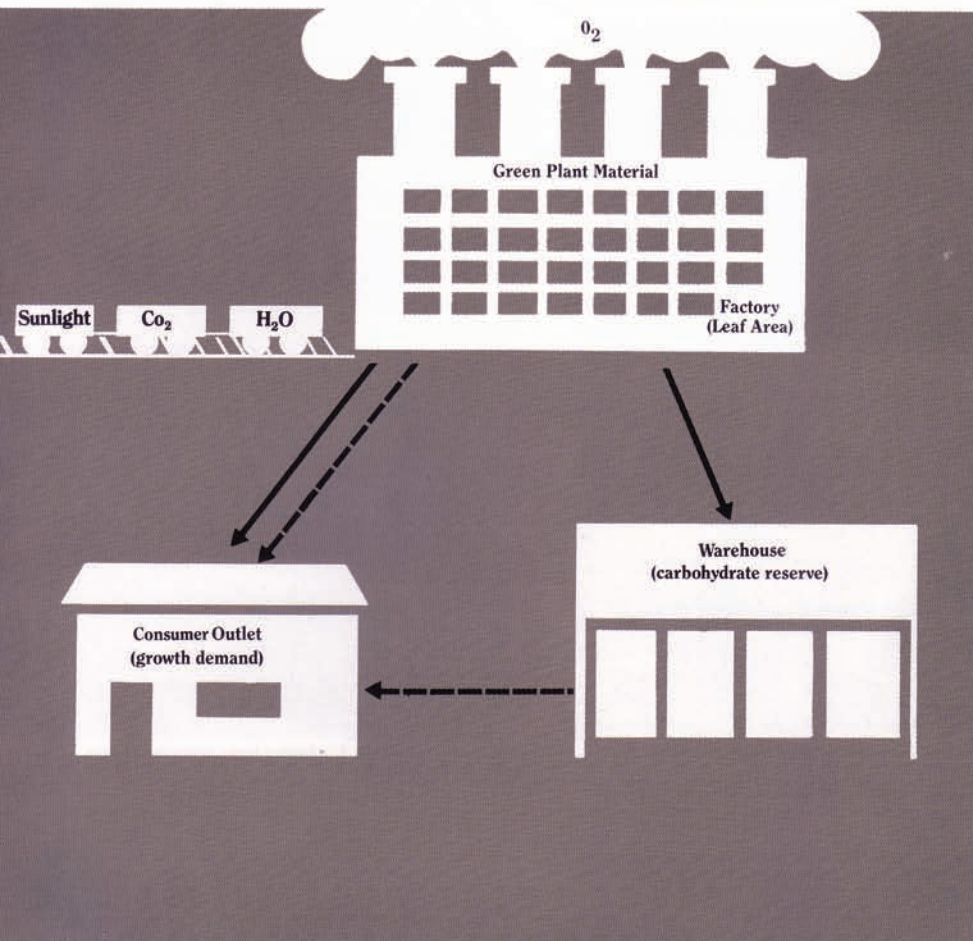 0₂
Green Plant Material
Factory
(Leaf Area)
Sunlight
Co₂
H₂O
Warehouse
(carbohydrate reserve)
Consumer Outlet
(growth demand)